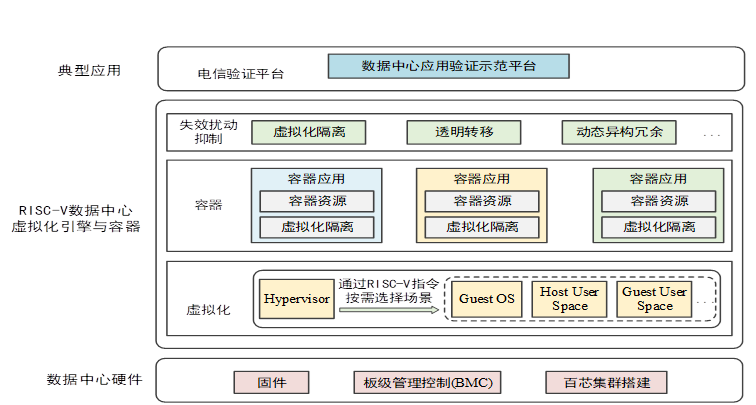 典型应用
电信验证平台
数据中心应用验证示范平台
RISC-V数据中心
虚拟化引擎与容器
失效扰动
抑制
虚拟化隔离
透明转移
动态异构冗余
...
容器
容器应用
容器资源
虚拟化隔离
容器应用
容器资源
虚拟化隔离
容器应用
容器资源
虚拟化隔离
虚拟化
Hypervisor
通过RISC-V指令
按需选择场景
Guest OS
Host User
Space
Guest User
Space
...
数据中心硬件
固件
板级管理控制(BMC)
百芯集群搭建